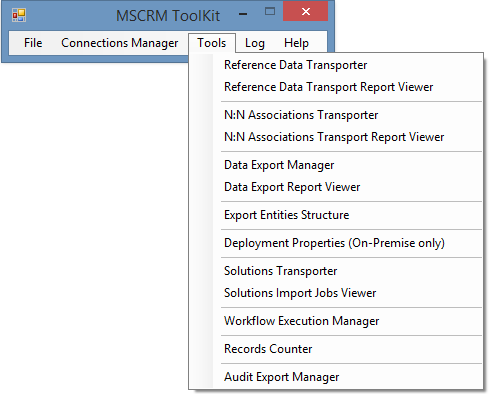 MSCRM ToolKit
File Connections Manager Tools Log Help
Reference Data Transporter
Reference Data Transport Report Viewer
N:N Associations Transporter
N:N Associations Transport Report Viewer
Data Export Manager
Data Export Report Viewer
Export Entities Structure
Deployment Properties (On-Premise only)
Solutions Transporter
Solutions Import Jobs Viewer
Workflow Execution Manager
Records Counter
Audit Export Manager